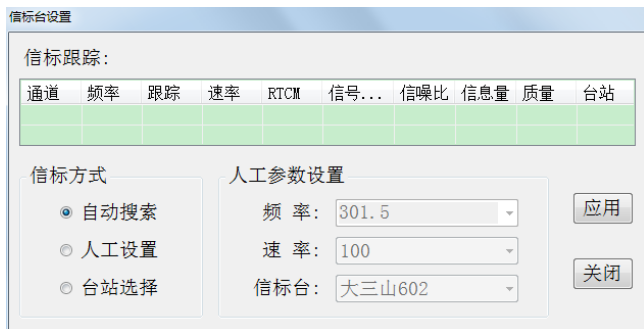 信标台设置
信标跟踪:
通道 频率 跟踪 速率 RTCM 信号... 信噪比 信息量 质量 台站
信标方式
人工参数设置
自动搜索
频 率: 301.5
应用
人工设置
速 率: 100
台站选择
信标台: 大三山602
关闭